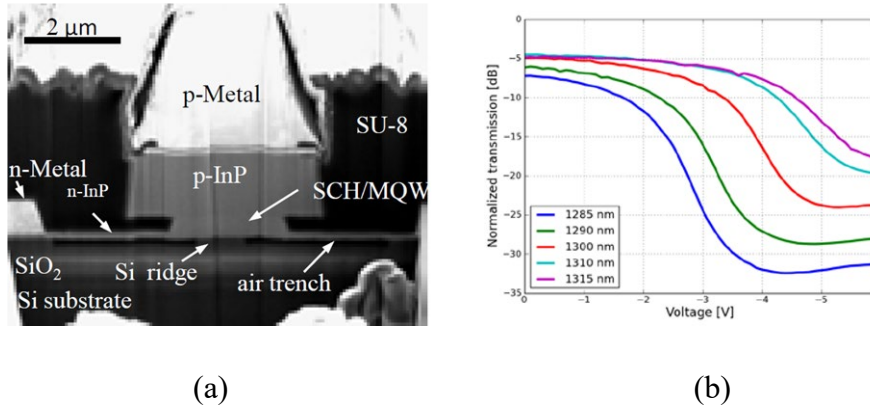 2 µm
p-Metal
SU-8
n-Metal
n-InP
p-InP
SCH/MQW
SiO2
Si ridge
air trench
Si substrate
(a)
Normalized transmission [dB]
0
−5
−10
−15
−20
−25
−30
−35
1285 nm
1290 nm
1300 nm
1310 nm
1315 nm
0 −1 −2 −3 −4 −5
Voltage [V]
(b)